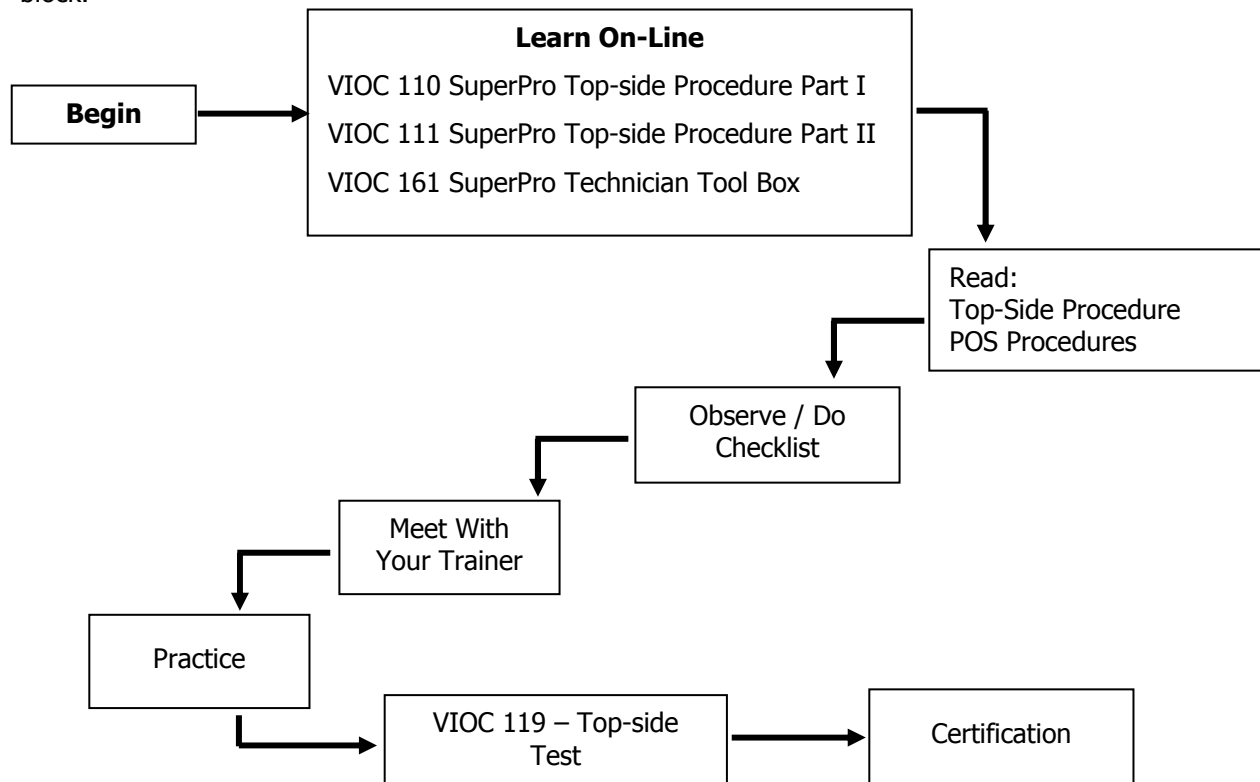 block.
Learn On-Line
VIOC 110 SuperPro Top-side Procedure Part I
Begin
VIOC 111 SuperPro Top-side Procedure Part II
VIOC 161 SuperPro Technician Tool Box
Read:
Top-Side Procedure
POS Procedures
Observe / Do
Checklist
Meet With
Your Trainer
Practice
VIOC 119 – Top-side
Test
Certification